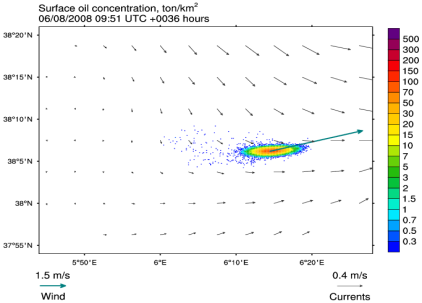 Surface oil concentration, ton/km²
06/08/2008 09:51 UTC +0036 hours
38°20'N
38°15'N
38°10'N
38°5'N
38°N
37°55'N
5°50'E
6°E
6°10'E
6°20'E
500
300
200
150
100
70
50
30
20
15
10
7
5
3
2
1.5
1
0.7
0.5
0.3
1.5 m/s
Wind
0.4 m/s
Currents